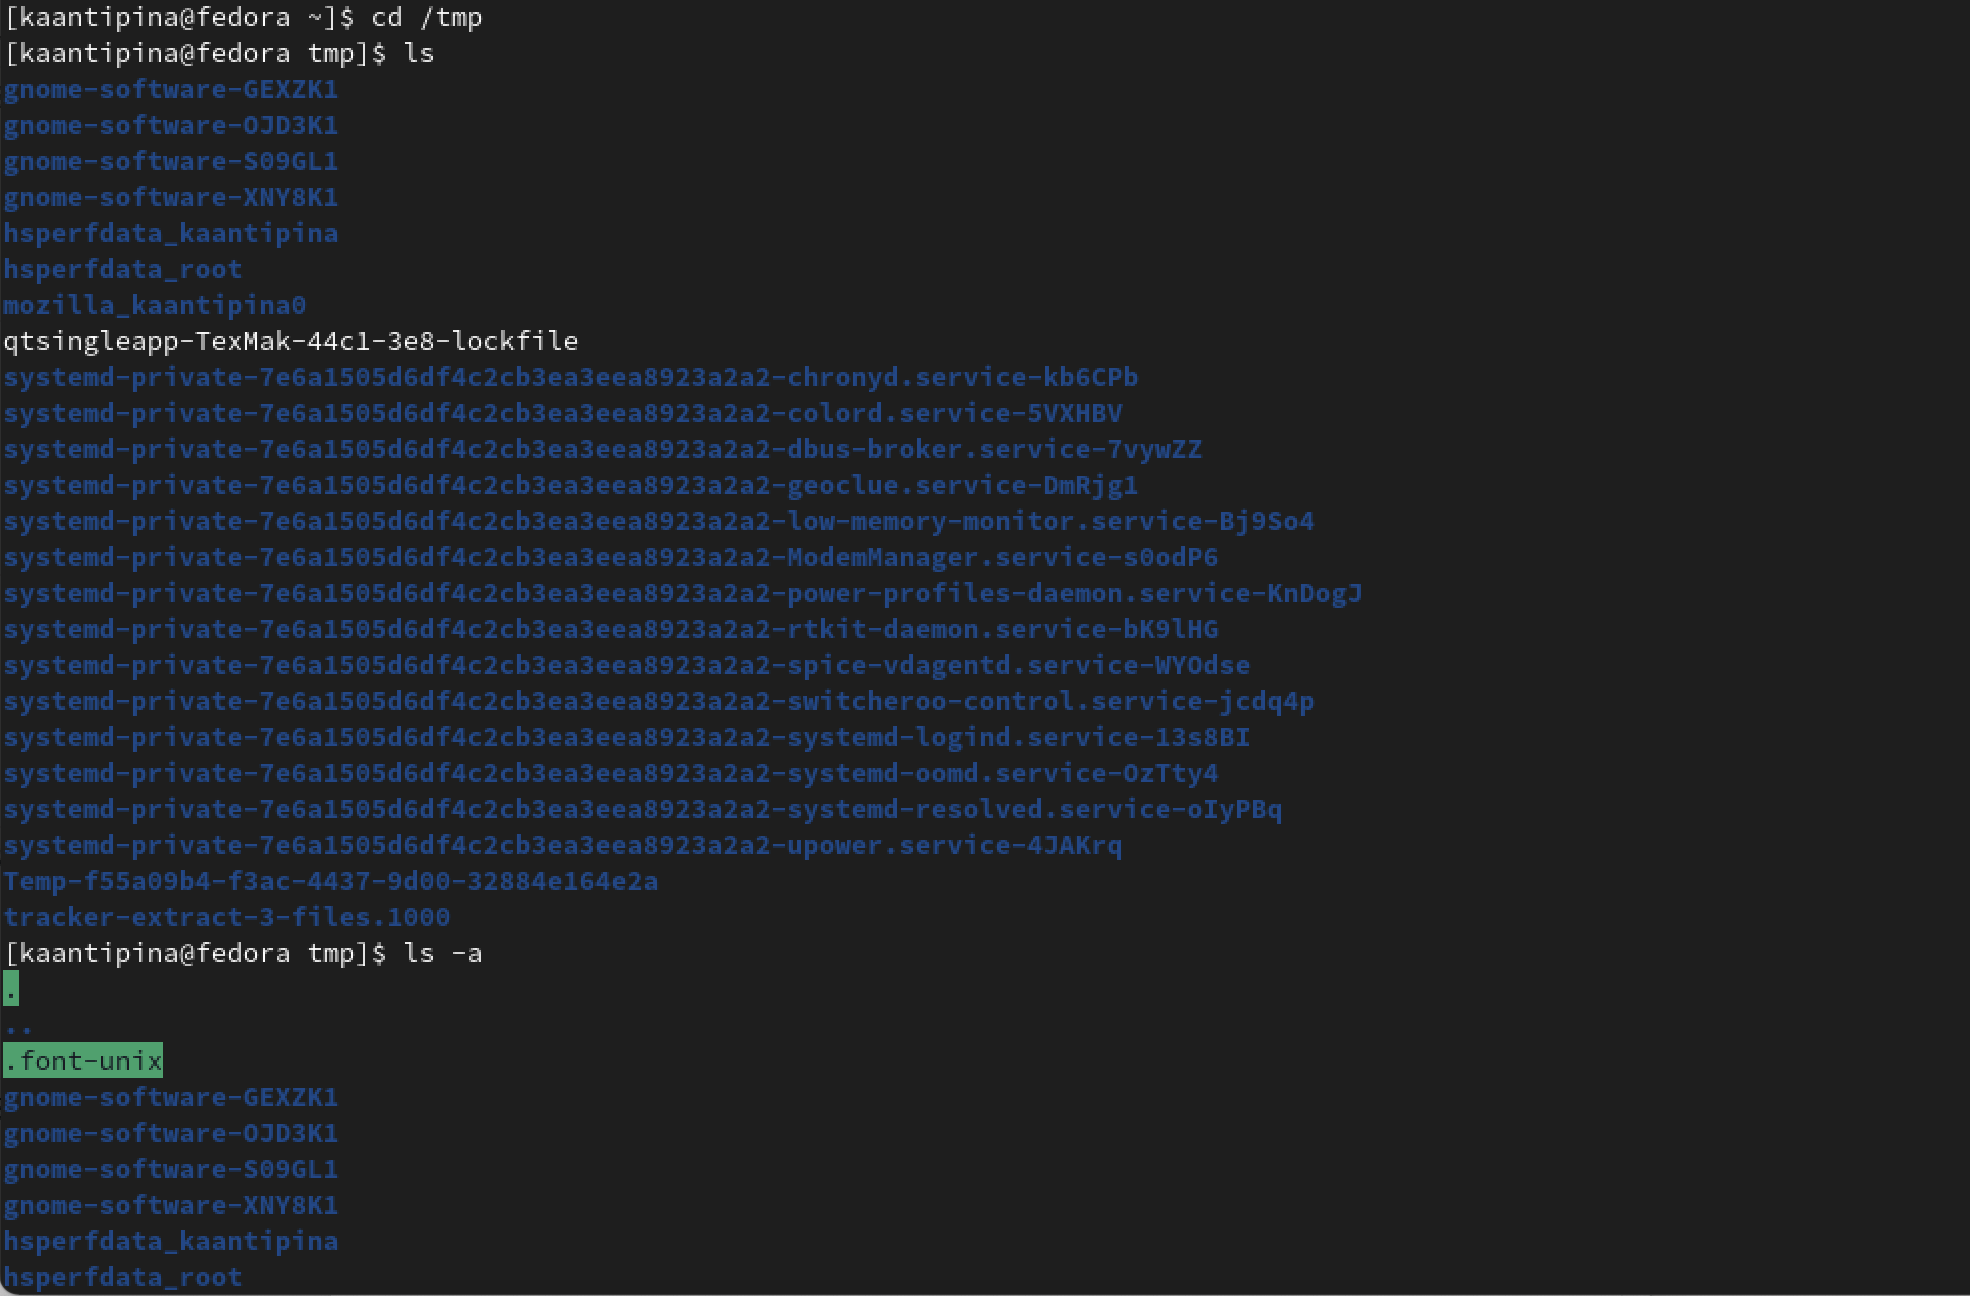 [kaantipina@fedora ~]$ cd /tmp
[kaantipina@fedora tmp]$ ls
gnome-software-GEXZK1
gnome-software-OJD3K1
gnome-software-S09GL1
gnome-software-XNY8K1
hsperfdata_kaantipina
hsperfdata_root
mozilla_kaantipina0
qtsingleapp-TexMak-44c1-3e8-lockfile
systemd-private-7e6a1505d6df4c2cb3ea3eea8923a2a2-chronyd.service-kb6CPb
systemd-private-7e6a1505d6df4c2cb3ea3eea8923a2a2-colord.service-5VXHBV
systemd-private-7e6a1505d6df4c2cb3ea3eea8923a2a2-dbus-broker.service-7vywZZ
systemd-private-7e6a1505d6df4c2cb3ea3eea8923a2a2-geoclue.service-DmRjg1
systemd-private-7e6a1505d6df4c2cb3ea3eea8923a2a2-low-memory-monitor.service-Bj9So4
systemd-private-7e6a1505d6df4c2cb3ea3eea8923a2a2-ModemManager.service-s0odP6
systemd-private-7e6a1505d6df4c2cb3ea3eea8923a2a2-power-profiles-daemon.service-KnDogJ
systemd-private-7e6a1505d6df4c2cb3ea3eea8923a2a2-rtkit-daemon.service-bK9lHG
systemd-private-7e6a1505d6df4c2cb3ea3eea8923a2a2-spice-vdagentd.service-WYOdse
systemd-private-7e6a1505d6df4c2cb3ea3eea8923a2a2-switcheroo-control.service-jcdq4p
systemd-private-7e6a1505d6df4c2cb3ea3eea8923a2a2-systemd-logind.service-13s8BI
systemd-private-7e6a1505d6df4c2cb3ea3eea8923a2a2-systemd-oomd.service-OzTty4
systemd-private-7e6a1505d6df4c2cb3ea3eea8923a2a2-systemd-resolved.service-oIyPBq
systemd-private-7e6a1505d6df4c2cb3ea3eea8923a2a2-upower.service-4JAKrq
Temp-f55a09b4-f3ac-4437-9d00-32884e164e2a
tracker-extract-3-files.1000
[kaantipina@fedora tmp]$ ls -a
.
..
.font-unix
gnome-software-GEXZK1
gnome-software-OJD3K1
gnome-software-S09GL1
gnome-software-XNY8K1
hsperfdata_kaantipina
hsperfdata_root